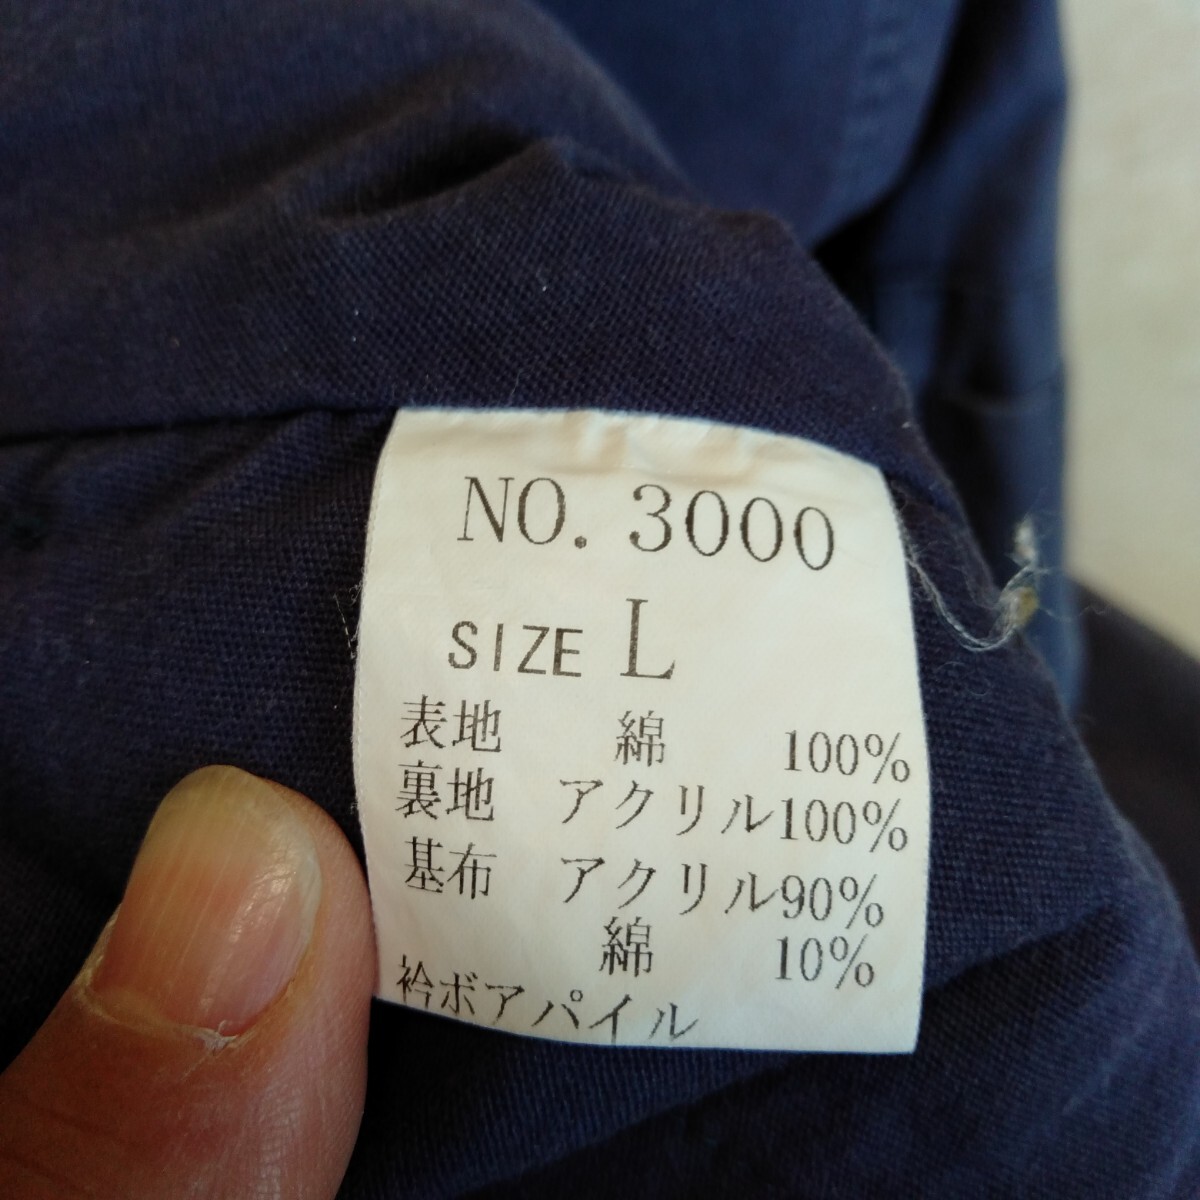 NO. 3000
SIZE L
表地 綿 100%
裏地 アクリル100%
基布 アクリル90%
綿 10%
衿ボアパイル